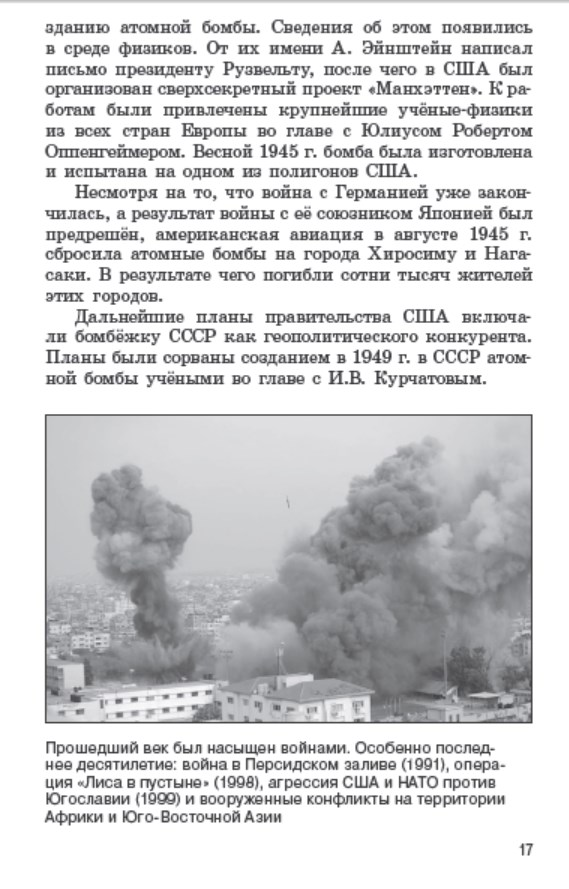 зданию атомной бомбы. Сведения об этом появились
в среде физиков. От их имени А. Эйнштейн написал
письмо президенту Рузвельту, после чего в США был
организован сверхсекретный проект «Манхэттен». К ра-
ботам были привлечены крупнейшие учёные-физики
из всех стран Европы во главе с Юлиусом Робертом
Оппенгеймером. Весной 1945 г. бомба была изготовлена
и испытана на одном из полигонов США.
Несмотря на то, что война с Германией уже закон-
чилась, а результат войны с её союзником Японией был
предрешён, американская авиация в августе 1945 г.
сбросила атомные бомбы на города Хиросиму и Нага-
саки. В результате чего погибли сотни тысяч жителей
этих городов.
Дальнейшие планы правительства США включа-
ли бомбёжку СССР как геополитического конкурента.
Планы были сорваны созданием в 1949 г. в СССР атом-
ной бомбы учёными во главе с И.В. Курчатовым.
Прошедший век был насыщен войнами. Особенно послед-
нее десятилетие: война в Персидском заливе (1991), опера-
ция «Лиса в пустыне» (1998), агрессия США и НАТО против
Югославии (1999) и вооруженные конфликты на территории
Африки и Юго-Восточной Азии
17